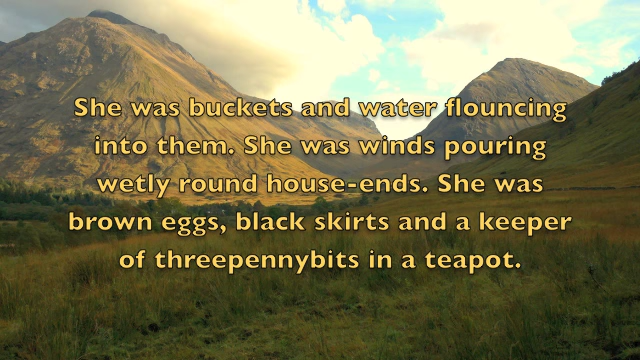 She was buckets and water flouncing
into them. She was winds pouring
wetly round house-ends. She was
brown eggs, black skirts and a keeper
of threepennybits in a teapot.